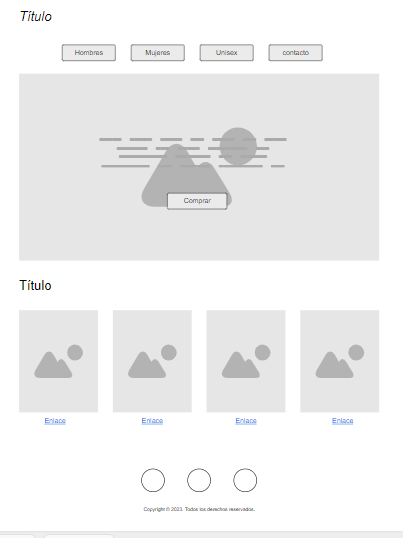 Título
Hombres Mujeres Unisex contacto
Comprar
Título
Enlace Enlace Enlace Enlace
Copyright © 2023. Todos los derechos reservados.